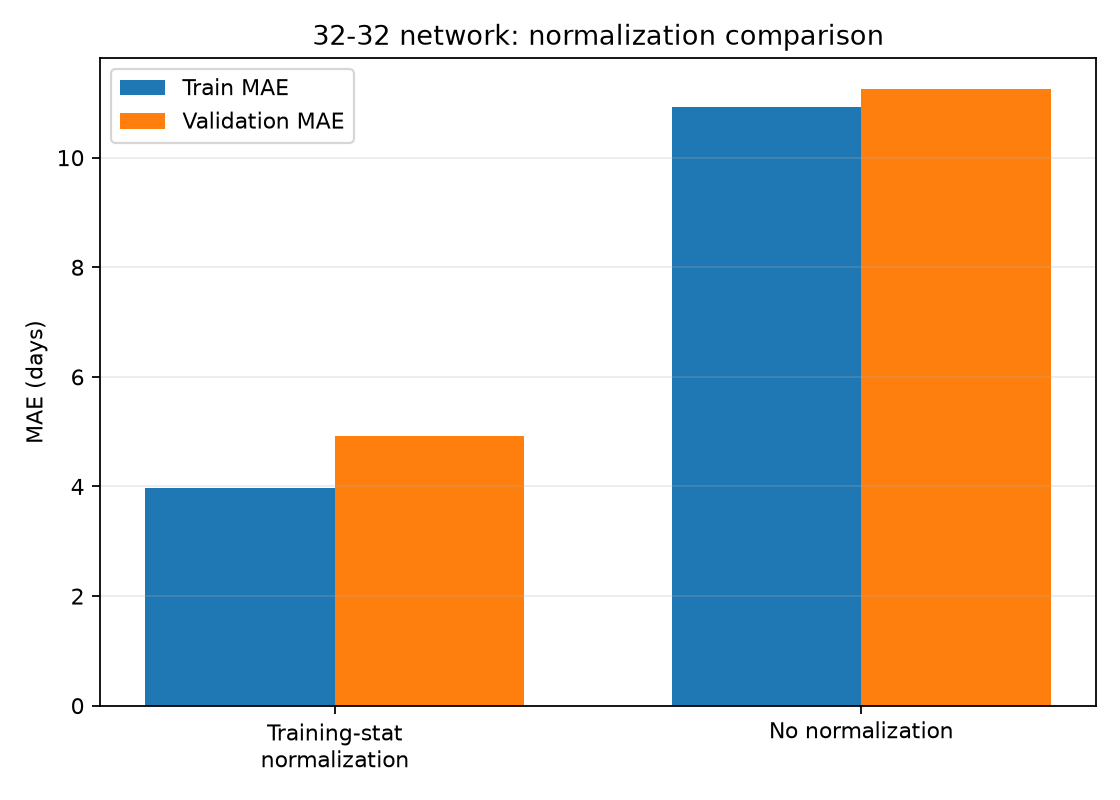 32-32 network: normalization comparison
Train MAE
Validation MAE
MAE (days)
10
8
6
4
2
0
Training-stat
normalization
No normalization